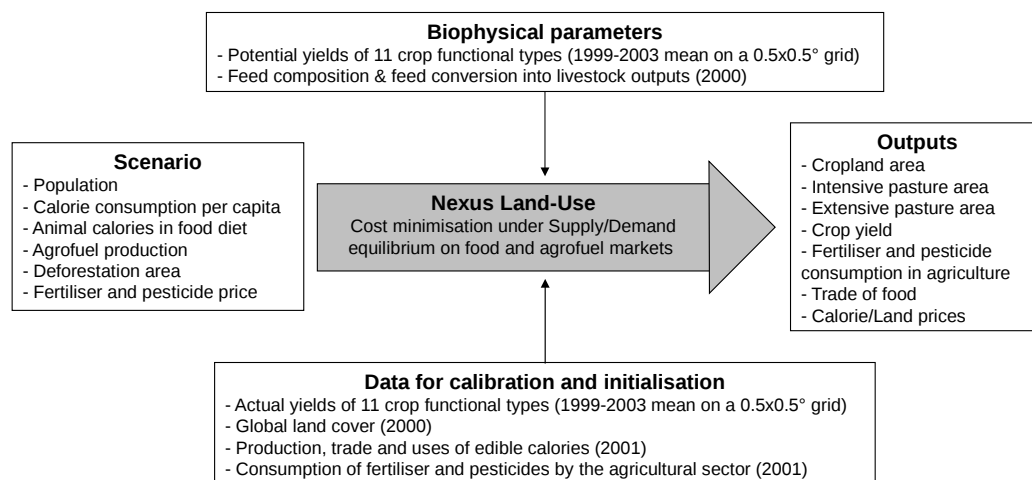 Biophysical parameters
- Potential yields of 11 crop functional types (1999-2003 mean on a 0.5x0.5° grid)
- Feed composition & feed conversion into livestock outputs (2000)
Scenario
- Population
- Calorie consumption per capita
- Animal calories in food diet
- Agrofuel production
- Deforestation area
- Fertiliser and pesticide price
Nexus Land-Use
Cost minimisation under Supply/Demand
equilibrium on food and agrofuel markets
Outputs
- Cropland area
- Intensive pasture area
- Extensive pasture area
- Crop yield
- Fertiliser and pesticide
consumption in agriculture
- Trade of food
- Calorie/Land prices
Data for calibration and initialisation
- Actual yields of 11 crop functional types (1999-2003 mean on a 0.5x0.5° grid)
- Global land cover (2000)
- Production, trade and uses of edible calories (2001)
- Consumption of fertiliser and pesticides by the agricultural sector (2001)